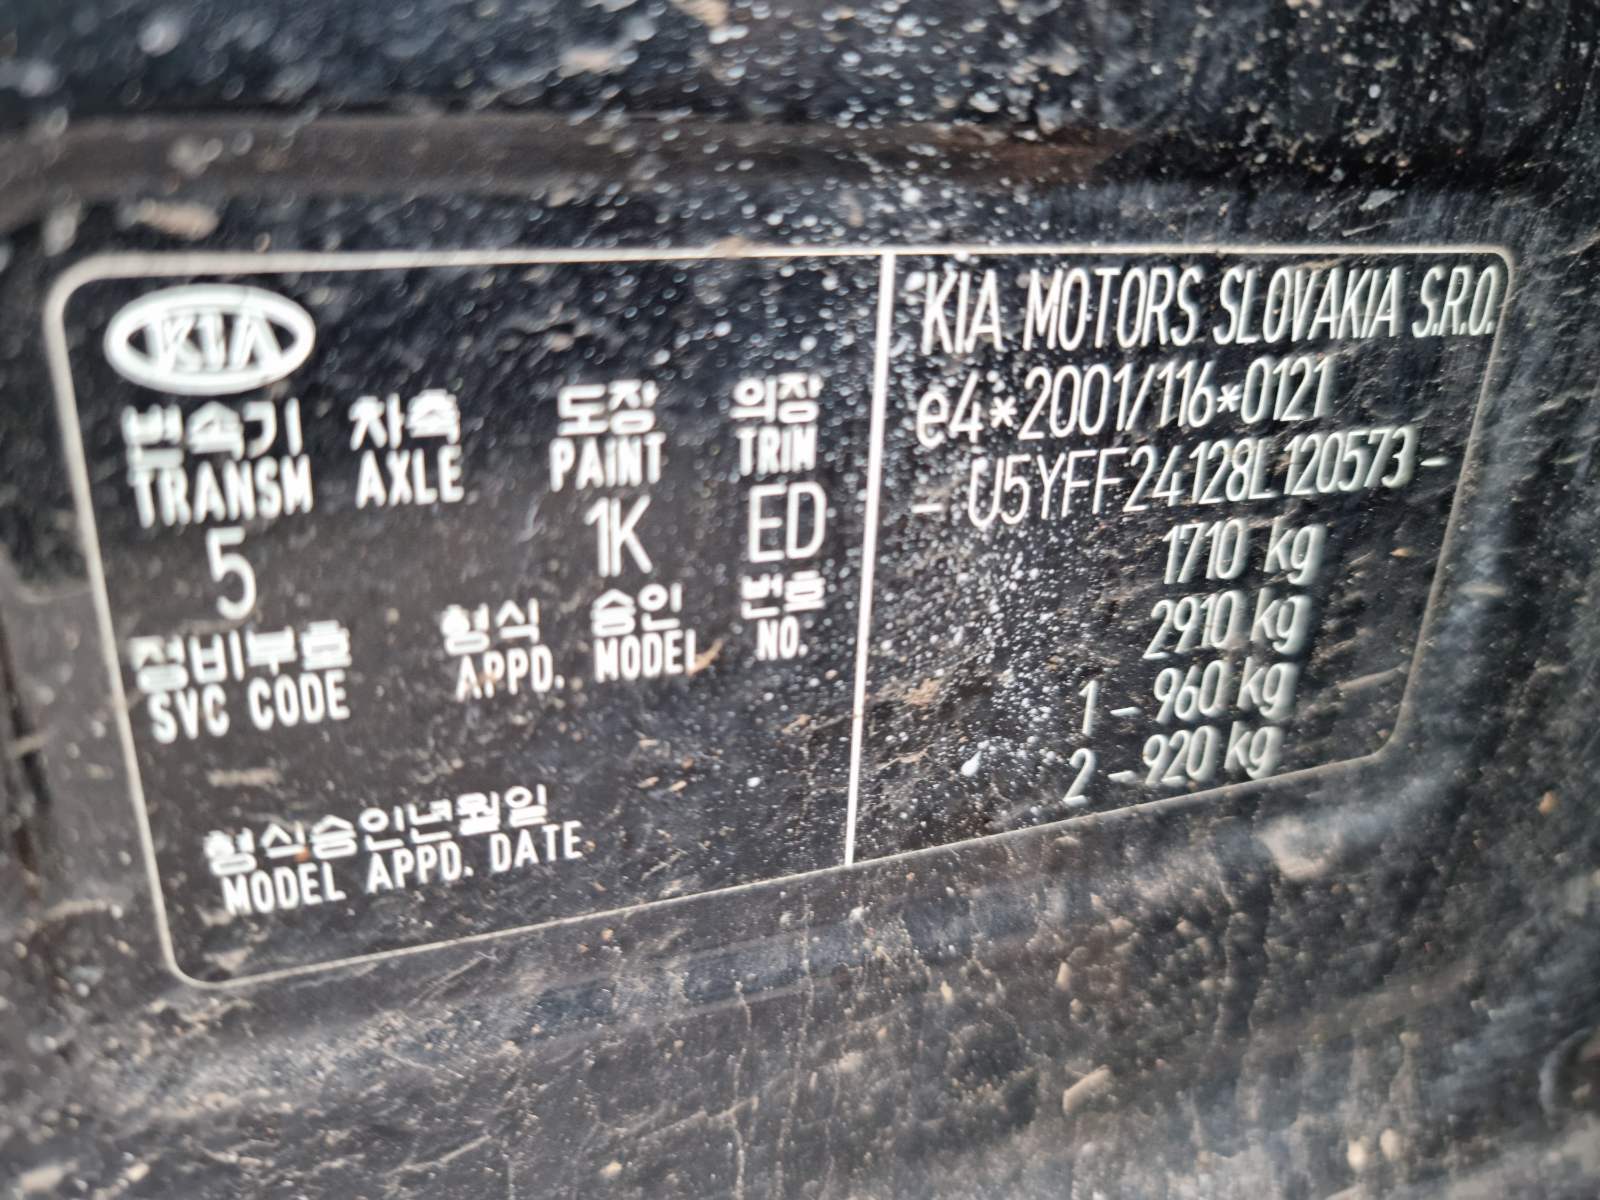 KIA
변속기 차축 도장 의장
TRANSM AXLE PAINT TRIM
5 1K ED
정비부호 형식 승인 번호
SVC CODE APPD. MODEL NO.
형식승인년월일
MODEL APPD. DATE
KIA MOTORS SLOVAKIA S.R.O.
e4*2001/116*0121
- U5YFF24128L120573 -
1710 kg
2910 kg
1 - 960 kg
2 - 920 kg